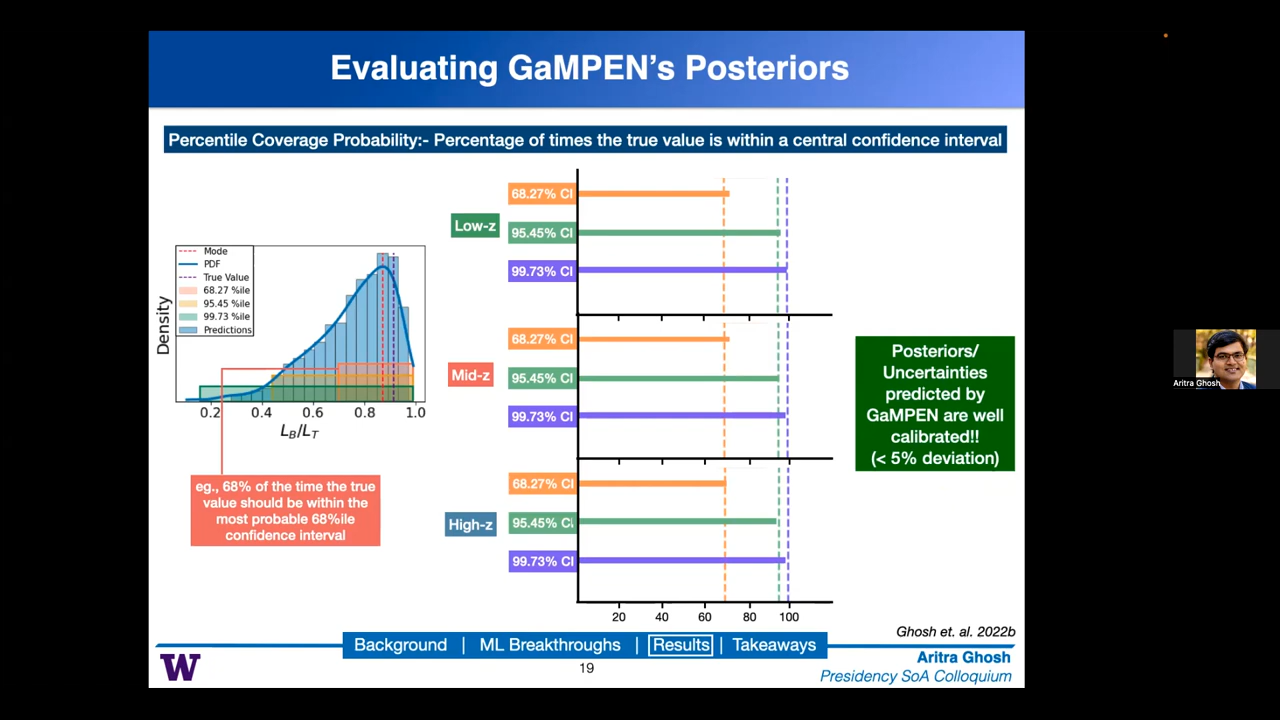 Evaluating GaMPEN's Posteriors
Percentile Coverage Probability:- Percentage of times the true value is within a central confidence interval
Mode
PDF
True Value
68.27 %ile
95.45 %ile
99.73 %ile
Predictions
Density
0.2 0.4 0.6 0.8 1.0
L_B/L_T
eg., 68% of the time the true
value should be within the
most probable 68%ile
confidence interval
Low-z
68.27% CI
95.45% CI
99.73% CI
Mid-z
68.27% CI
95.45% CI
99.73% CI
High-z
68.27% CI
95.45% CI
99.73% CI
20 40 60 80 100
Posteriors/
Uncertainties
predicted by
GaMPEN are well
calibrated!!
(< 5% deviation)
Aritra Ghosh
Ghosh et. al. 2022b
Background | ML Breakthroughs | Results | Takeaways
W
19
Aritra Ghosh
Presidency SoA Colloquium